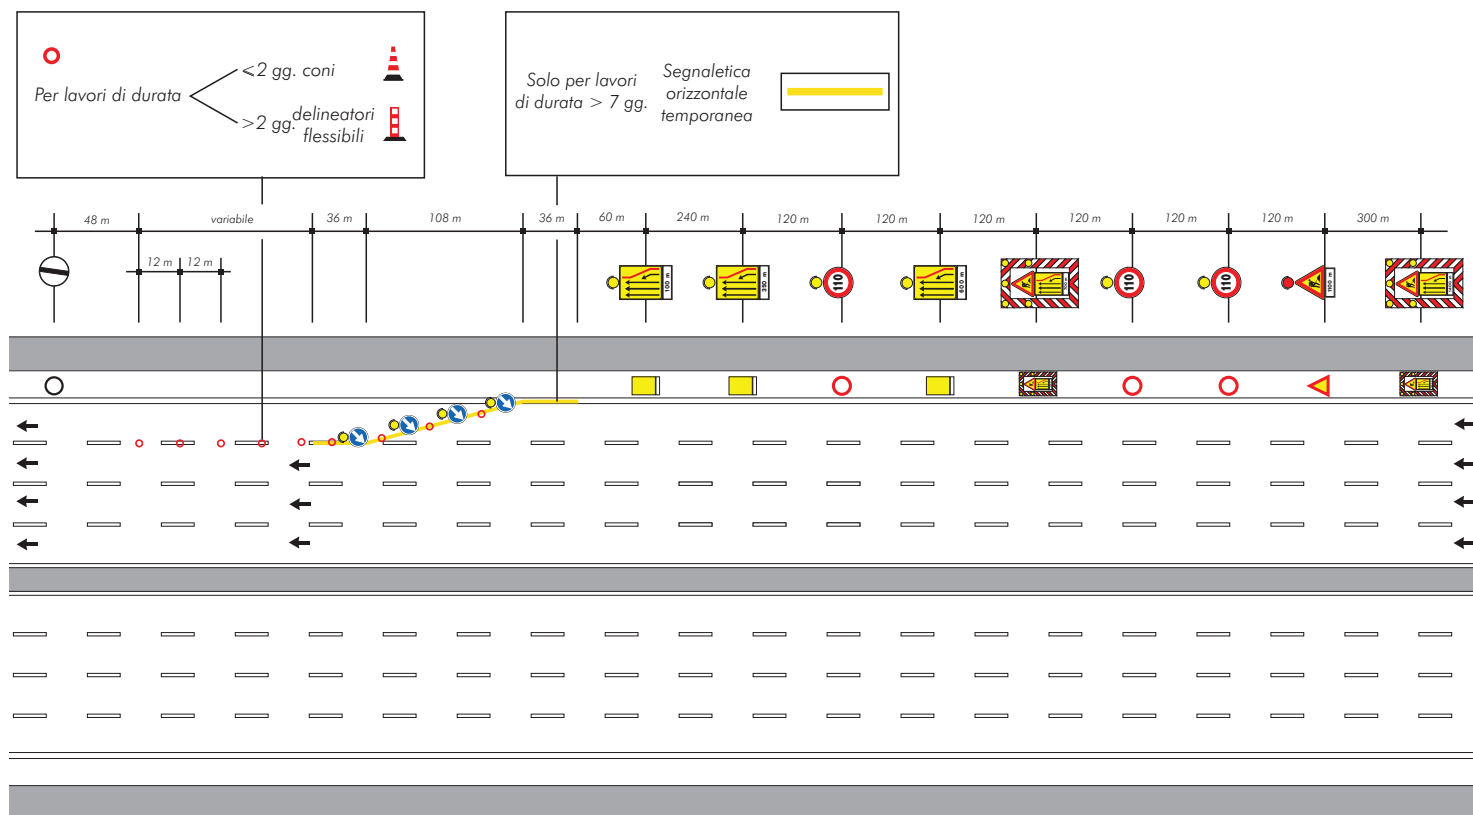 Per lavori di durata
⩽2 gg. coni
>2 gg.
delineatori
flessibili
Solo per lavori
di durata > 7 gg.
Segnaletica
orizzontale
temporanea
48 m
variabile
36 m
108 m
36 m
60 m
240 m
120 m
120 m
120 m
120 m
120 m
120 m
300 m
12 m
12 m
100 m
350 m
110
600 m
110
110
1100 m